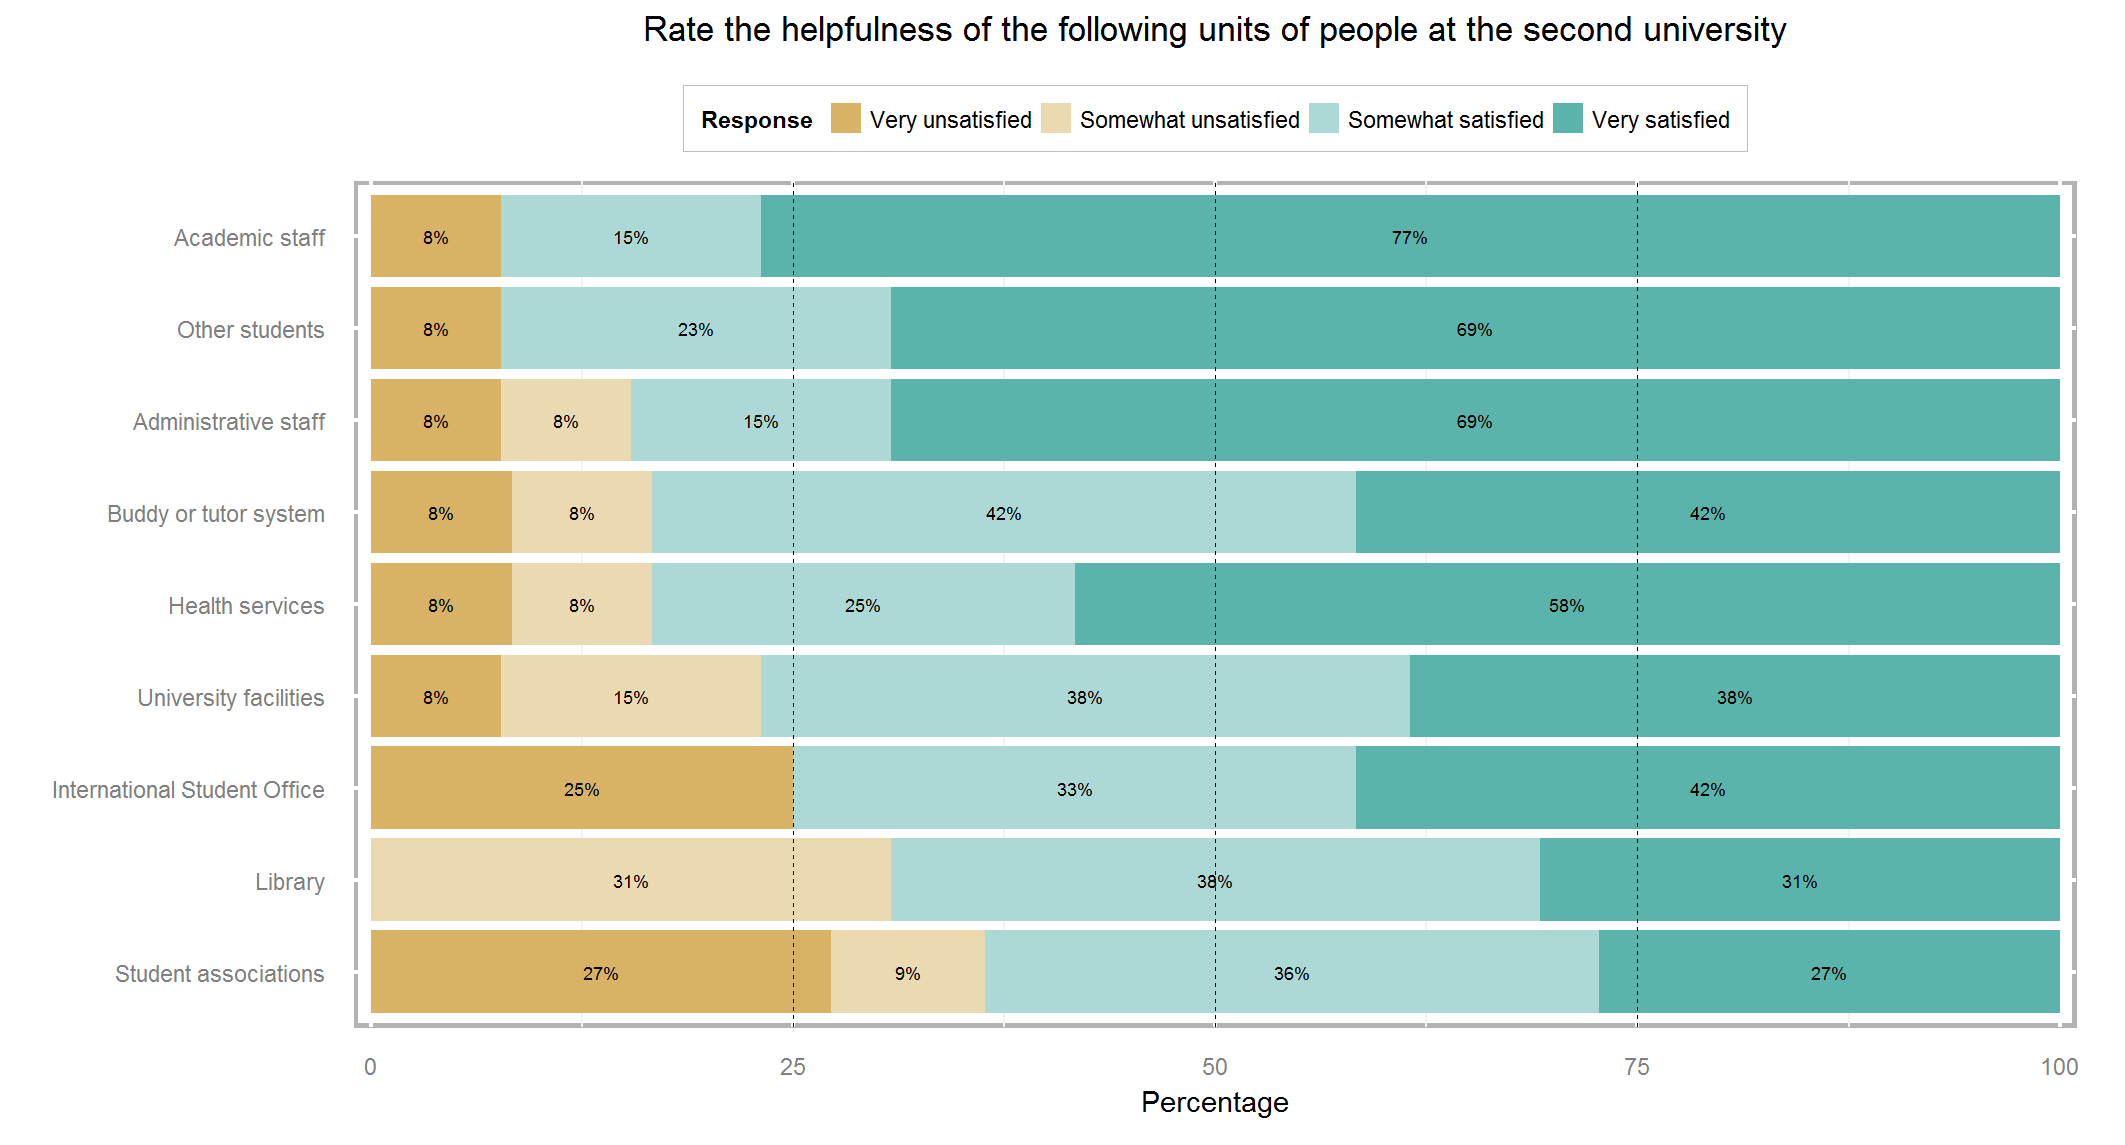 Rate the helpfulness of the following units of people at the second university
Response Very unsatisfied Somewhat unsatisfied Somewhat satisfied Very satisfied
Academic staff 8% 15% 77%
Other students 8% 23% 69%
Administrative staff 8% 8% 15% 69%
Buddy or tutor system 8% 8% 42% 42%
Health services 8% 8% 25% 58%
University facilities 8% 15% 38% 38%
International Student Office 25% 33% 42%
Library 31% 38% 31%
Student associations 27% 9% 36% 27%
0 25 50 75 100
Percentage